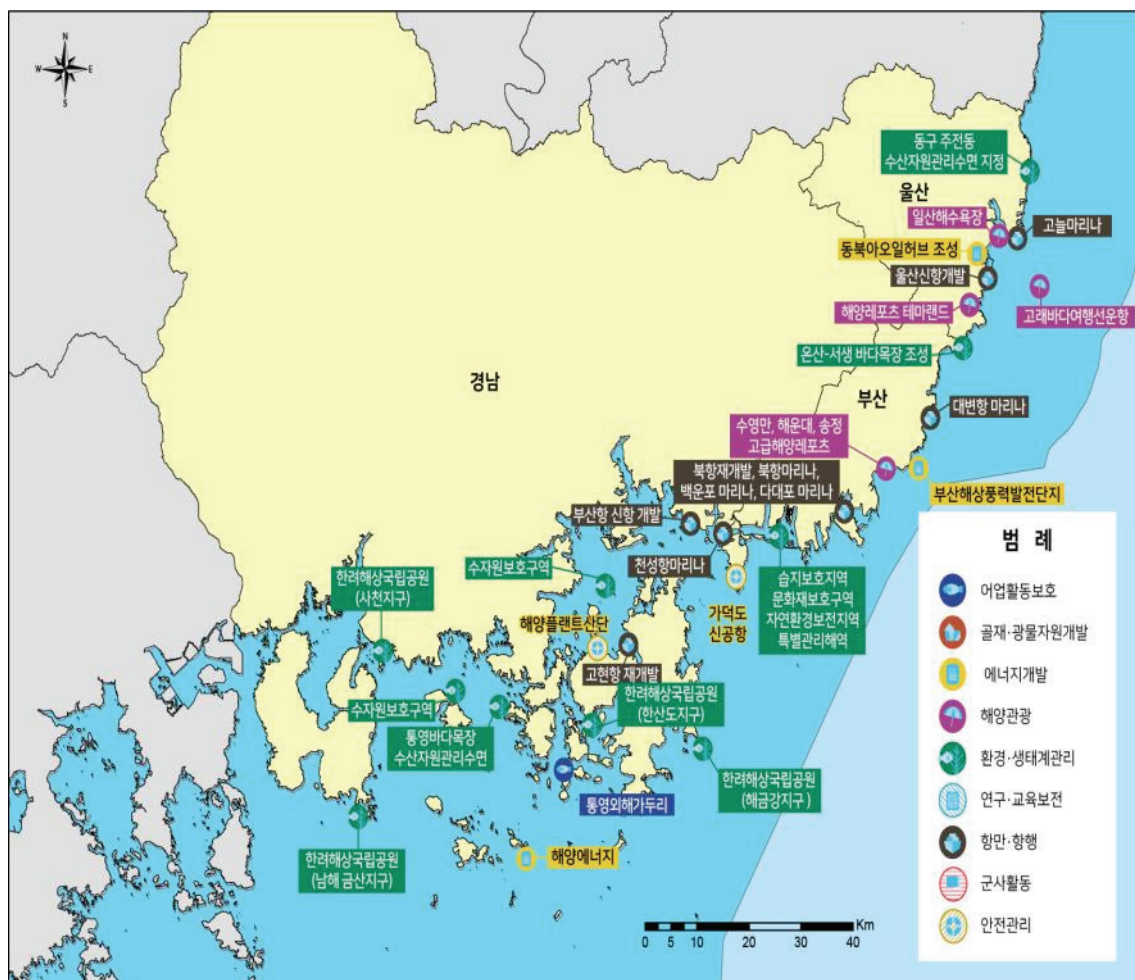 N
W
E
S
동구 주전동
수산자원관리수면 지정
울산
일산해수욕장
고늘마리나
동북아오일허브 조성
울산신항개발
해양레포츠 테마랜드
고래바다여행선운항
온산-서생 바다목장 조성
경남
부산
대변항 마리나
수영만, 해운대, 송정
고급해양레포츠
북항재개발, 북항마리나,
백운포 마리나, 다대포 마리나
부산해상풍력발전단지
부산항 신항 개발
천성항마리나
수자원보호구역
한려해상국립공원
(사천지구)
습지보호지역
문화재보호구역
자연환경보전지역
특별관리해역
가덕도
신공항
해양플랜트산단
고현항 재개발
한려해상국립공원
(한산도지구)
수자원보호구역
통영바다목장
수산자원관리수면
한려해상국립공원
(해금강지구 )
통영외해가두리
한려해상국립공원
(남해 금산지구)
해양에너지
범 례
어업활동보호
골재·광물자원개발
에너지개발
해양관광
환경·생태계관리
연구·교육보전
항만·항행
군사활동
안전관리
Km
0 5 10 20 30 40